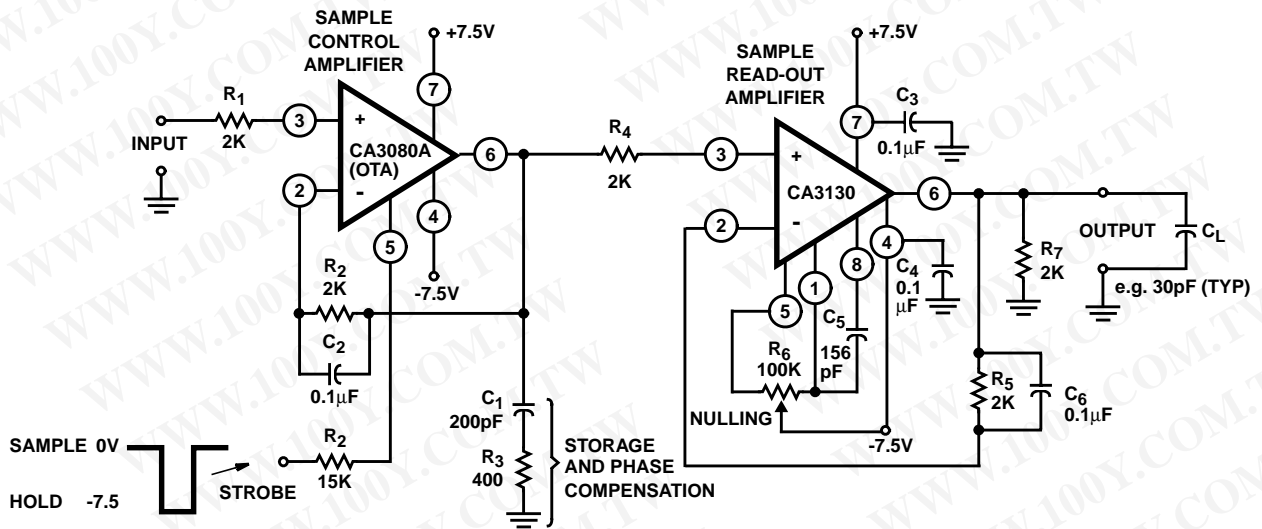 SAMPLE
CONTROL
AMPLIFIER
+7.5V
7
R1
2K
3
+
INPUT
CA3080A
(OTA)
6
2
-
4
5
-7.5V
R2
2K
C2
0.1μF
C1
200pF
R3
400
STORAGE
AND PHASE
COMPENSATION
SAMPLE 0V
HOLD -7.5
STROBE
R2
15K
R4
2K
SAMPLE
READ-OUT
AMPLIFIER
+7.5V
7
C3
0.1μF
3
+
CA3130
6
2
-
4
8
1
5
C4
0.1
μF
C5
156
pF
R6
100K
NULLING
-7.5V
R7
2K
OUTPUT
CL
e.g. 30pF (TYP)
R5
2K
C6
0.1μF
WWW.100Y.COM.TW